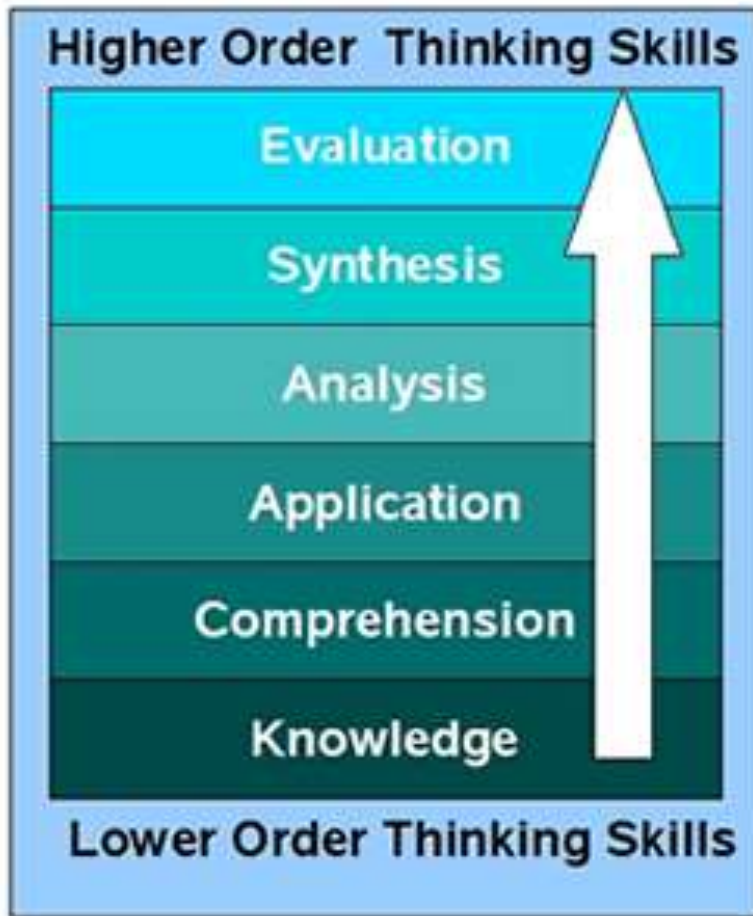 Higher Order Thinking Skills
Evaluation
Synthesis
Analysis
Application
Comprehension
Knowledge
Lower Order Thinking Skills